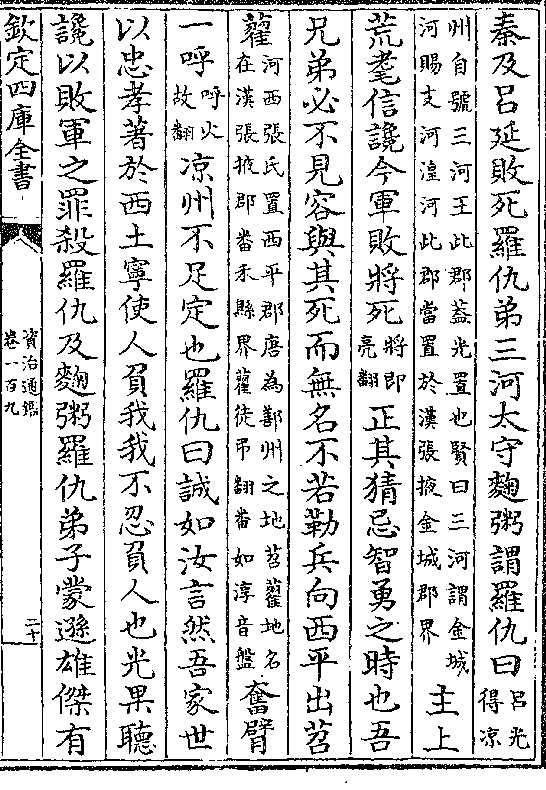 秦及呂延敗死羅仇弟三河太守麴粥謂羅仇曰呂光得凉
州自號三河王此郡葢光置也賢曰三河謂金城河賜支河湟河此郡當置於漢張掖金城郡界主上
荒耄信讒今軍敗將死將即亮翻正其猜忌智勇之時也吾
兄弟必不見容與其死而無名不若勒兵向西平出苕
藋河西張氏置西平郡唐為鄯州之地苕藋地名在漢張掖郡番禾縣界藋徒弔翻番如淳音盤奮臂
一呼呼火故翻凉州不足定也羅仇曰誠如汝言然吾家世
以忠孝著於西土寧使人負我我不忍負人也光果聽
讒以敗軍之罪殺羅仇及麴粥羅仇弟子蒙遜雄傑有
欽定四庫全書
資治通鑑
卷一百九
二十